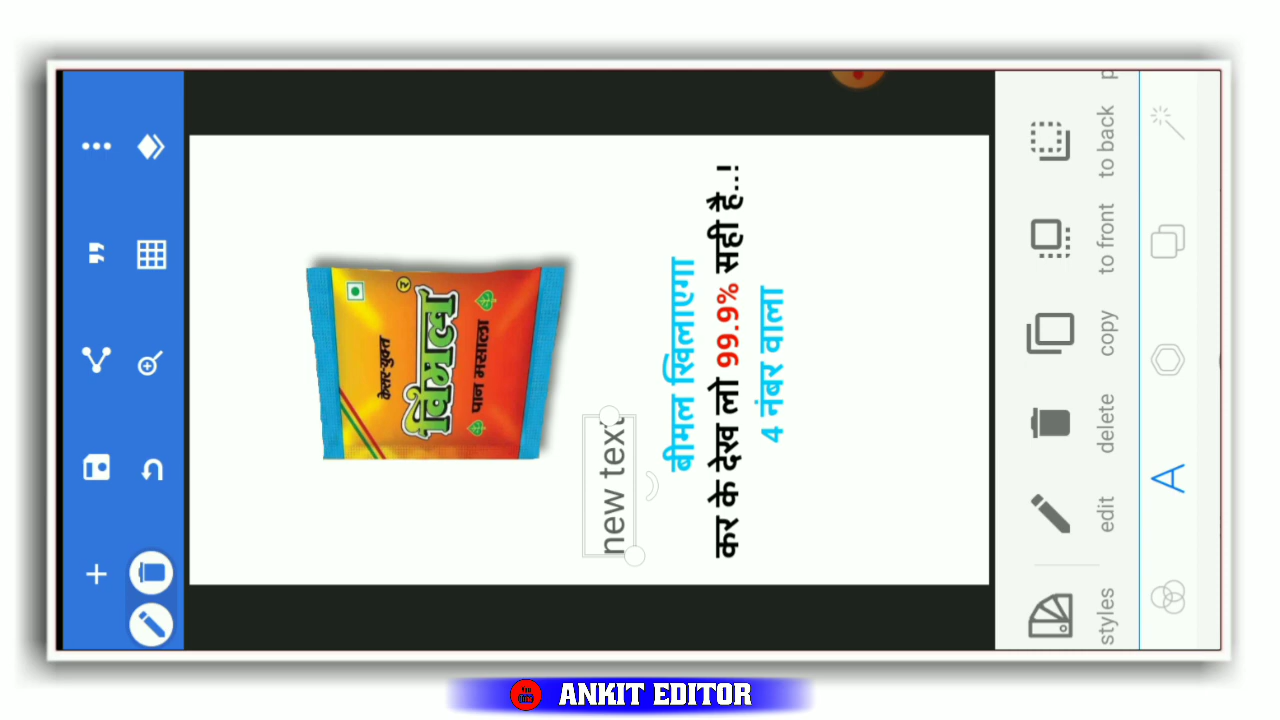 केसर-युक्त
विमल
पान मसाला
new text
बीमल खिलाएगा
कर के देख लो 99.9% सही है..!
4 नंबर वाला
styles
edit
delete
copy
to front
to back
ANKIT EDITOR